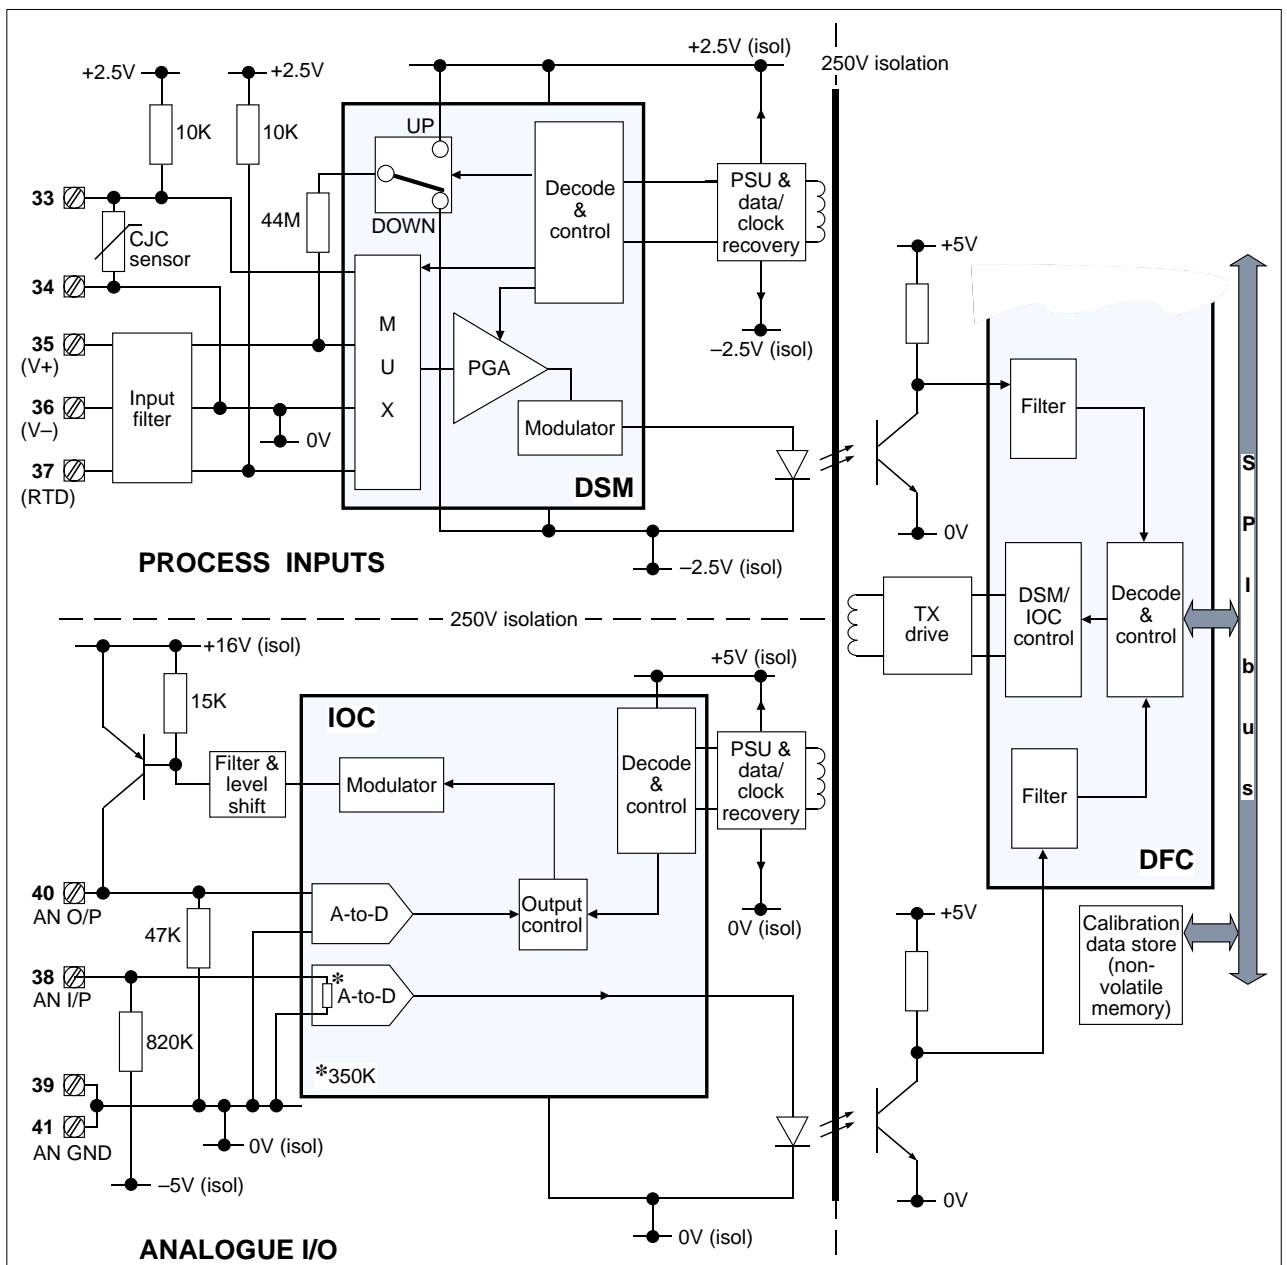 +2.5V (isol)
250V isolation
+2.5V
+2.5V
10K
10K
UP
DOWN
44M
Decode
&
control
PSU &
data/
clock
recovery
33
CJC
sensor
34
35
(V+)
36
(V–)
37
(RTD)
Input
filter
0V
M
U
X
PGA
Modulator
DSM
–2.5V (isol)
–2.5V (isol)
PROCESS INPUTS
+5V
0V
Filter
DSM/
IOC
control
Decode
&
control
TX
drive
Filter
DFC
S P I b u s
250V isolation
+16V (isol)
15K
Filter &
level
shift
IOC
Modulator
+5V (isol)
Decode
&
control
PSU &
data/
clock
recovery
0V (isol)
40
AN O/P
47K
A-to-D
Output
control
38
AN I/P
*
A-to-D
820K
*350K
39
41
AN GND
0V (isol)
–5V (isol)
0V (isol)
+5V
0V
Calibration
data store
(non-
volatile
memory)
ANALOGUE I/O